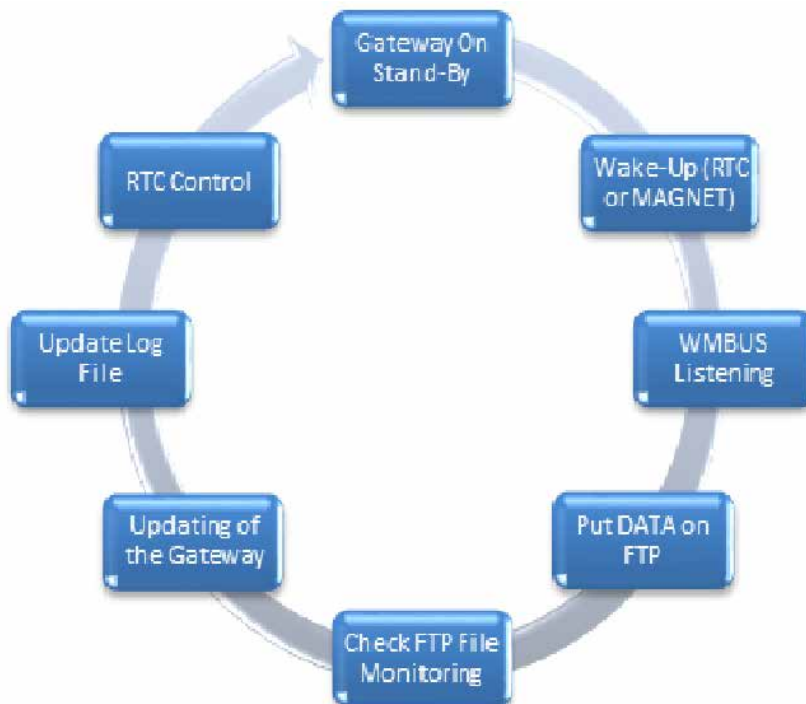 Gateway On
Stand-By
Wake-Up (RTC
or MAGNET)
WMBUS
Listening
Put DATA on
FTP
Check FTP File
Monitoring
Updating of
the Gateway
Update Log
File
RTC Control